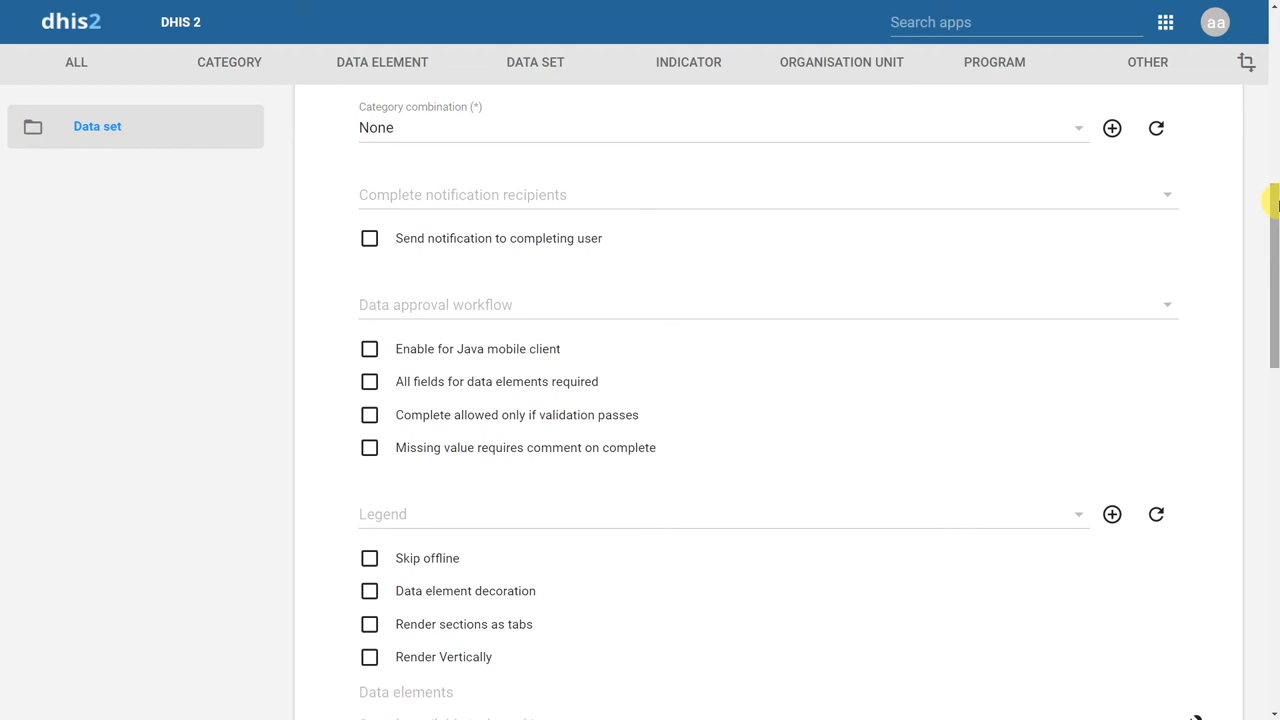 dhis2
DHIS 2
Search apps
aa
ALL
CATEGORY
DATA ELEMENT
DATA SET
INDICATOR
ORGANISATION UNIT
PROGRAM
OTHER
Data set
Category combination (*)
None
Complete notification recipients
Send notification to completing user
Data approval workflow
Enable for Java mobile client
All fields for data elements required
Complete allowed only if validation passes
Missing value requires comment on complete
Legend
Skip offline
Data element decoration
Render sections as tabs
Render Vertically
Data elements